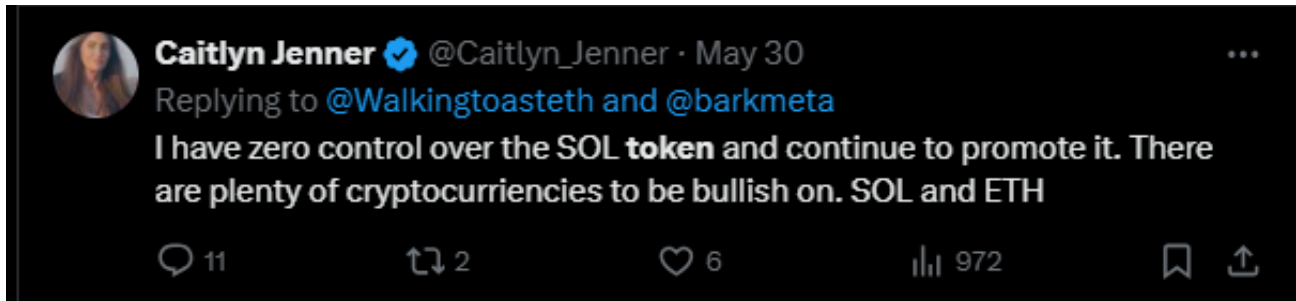 Caitlyn Jenner @Caitlyn_Jenner · May 30
Replying to @Walkingtoasteth and @barkmeta
I have zero control over the SOL token and continue to promote it. There
are plenty of cryptocurriencies to be bullish on. SOL and ETH
11 2 6 972